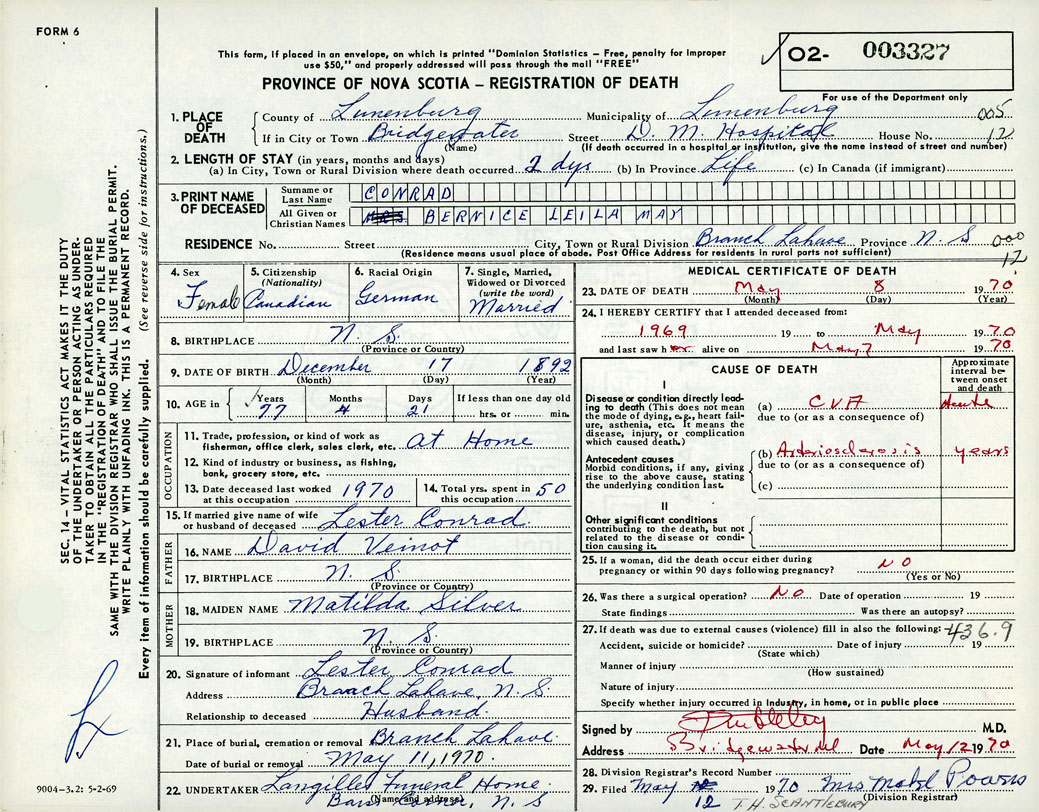 FORM 6
This form, if placed in an envelope, on which is printed "Dominion Statistics – Free, penalty for improper
use $50," and properly addressed will pass through the mail "FREE"
PROVINCE OF NOVA SCOTIA – REGISTRATION OF DEATH
O2- 003327
For use of the Department only
1. PLACE OF DEATH { County of Lunenburg Municipality of Lunenburg 005
If in City or Town Bridgewater Street D. M. Hospital House No. 12
(Name) (If death occurred in a hospital or institution, give the name instead of street and number)
2. LENGTH OF STAY (in years, months and days)
(a) In City, Town or Rural Division where death occurred 2 dys (b) In Province Life (c) In Canada (if immigrant)
3. PRINT NAME OF DECEASED
Surname or Last Name CONRAD
All Given or Christian Names MRS BERNICE LEILA MAY
RESIDENCE No. Street City, Town or Rural Division Branch Lahave Province N. S 000
(Residence means usual place of abode. Post Office Address for residents in rural parts not sufficient) 12
4. Sex Female
5. Citizenship (Nationality) Canadian
6. Racial Origin German
7. Single, Married, Widowed or Divorced (write the word) Married
8. BIRTHPLACE N. S.
(Province or Country)
9. DATE OF BIRTH December 17 1892
(Month) (Day) (Year)
10. AGE in { Years 77 Months 4 Days 21 If less than one day old hrs. or min.
OCCUPATION
11. Trade, profession, or kind of work as fisherman, office clerk, sales clerk, etc. at Home
12. Kind of industry or business, as fishing, bank, grocery store, etc.
13. Date deceased last worked at this occupation 1970
14. Total yrs. spent in this occupation 50
15. If married give name of wife or husband of deceased Lester Conrad
FATHER
16. NAME David Veinot
17. BIRTHPLACE N. S.
(Province or Country)
MOTHER
18. MAIDEN NAME Matilda Silver
19. BIRTHPLACE N. S.
(Province or Country)
20. Signature of informant Lester Conrad
Address Braach Lahave, N. S.
Relationship to deceased Husband.
21. Place of burial, cremation or removal Branch Lahave
Date of burial or removal May 11, 1970.
22. UNDERTAKER Langilles Funeral Home
(Name and address) N. S
MEDICAL CERTIFICATE OF DEATH
23. DATE OF DEATH May 8 1970
(Month) (Day) (Year)
24. I HEREBY CERTIFY that I attended deceased from:
1969 19 to May 1970
and last saw her alive on May 7 1970
CAUSE OF DEATH
Approximate interval between onset and death
I
Disease or condition directly leading to death (This does not mean the mode of dying, e.g., heart failure, asthenia, etc. It means the disease, injury, or complication which caused death.)
(a) CVA Acute
due to (or as a consequence of)
Antecedent causes
Morbid conditions, if any, giving rise to the above cause, stating the underlying condition last.
(b) Arteriosclerosis years
due to (or as a consequence of)
(c)
II
Other significant conditions
contributing to the death, but not related to the disease or condition causing it.
25. If a woman, did the death occur either during pregnancy or within 90 days following pregnancy? NO
(Yes or No)
26. Was there a surgical operation? NO Date of operation 19
State findings Was there an autopsy?
27. If death was due to external causes (violence) fill in also the following: 436.9
Accident, suicide or homicide? Date of injury 19
(State which)
Manner of injury
(How sustained)
Nature of injury
Specify whether injury occurred in Industry, in home, or in public place
Signed by M.D.
Address Date May 12 1970
28. Division Registrar's Record Number
29. Filed May 12 1970 Mrs Mabel Powers
(Division Registrar)
T. H. SCANTLEBURY
SEC. 14 – VITAL STATISTICS ACT MAKES IT THE DUTY
OF THE UNDERTAKER OR PERSON ACTING AS UNDER-
TAKER TO OBTAIN ALL THE PARTICULARS REQUIRED
IN THE "REGISTRATION OF DEATH" AND TO FILE THE
SAME WITH THE DIVISION REGISTRAR WHO SHALL ISSUE THE BURIAL PERMIT.
WRITE PLAINLY WITH UNFADING INK. THIS IS A PERMANENT RECORD.
Every item of information should be carefully supplied. (See reverse side for instructions.)
9004-3.2: 5-2-69